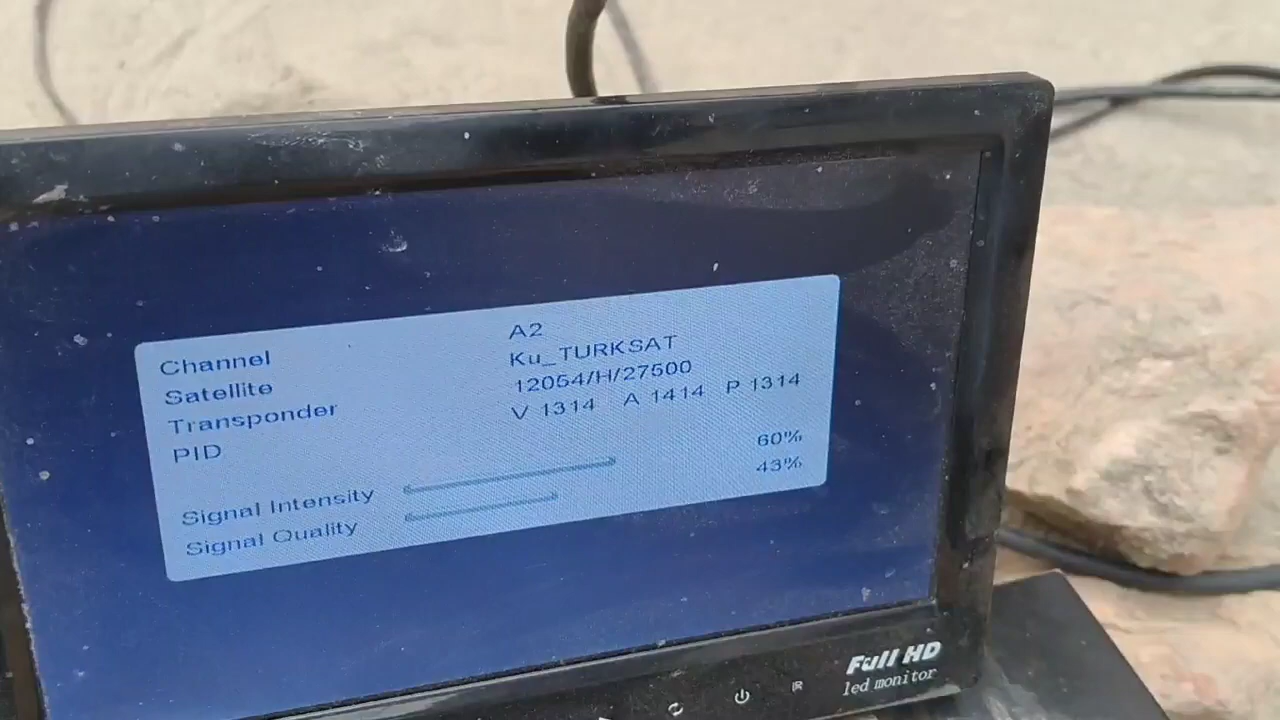 Channel A2
Satellite Ku_TURKSAT
Transponder 12054/H/27500
PID V 1314 A 1414 P 1314
Signal Intensity 60%
Signal Quality 43%
Full HD
led monitor
IR